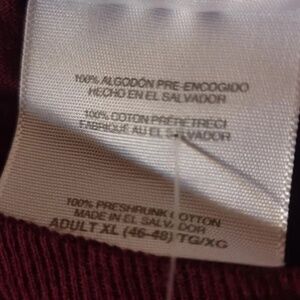 100% ALGODÓN PRE-ENCOGIDO
HECHO EN EL SALVADOR
100% COTON PRÉRÉTRÉCI
FABRIQUÉ AU EL SALVADOR
100% PRESHRUNK COTTON
MADE IN EL SALVADOR
ADULT XL (46-48) TG/XG